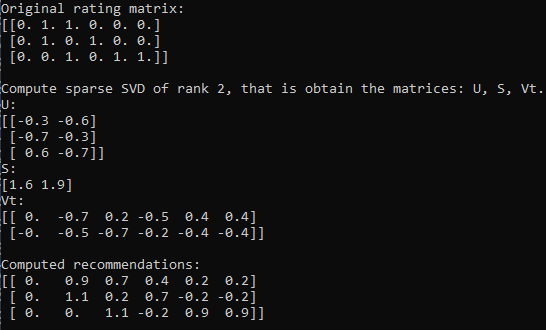 Original rating matrix:
[[0. 1. 1. 0. 0. 0.]
 [0. 1. 0. 1. 0. 0.]
 [0. 0. 1. 0. 1. 1.]]
Compute sparse SVD of rank 2, that is obtain the matrices: U, S, Vt.
U:
[[-0.3 -0.6]
 [-0.7 -0.3]
 [ 0.6 -0.7]]
S:
[1.6 1.9]
Vt:
[[ 0.  -0.7  0.2 -0.5  0.4  0.4]
 [-0.  -0.5 -0.7 -0.2 -0.4 -0.4]]
Computed recommendations:
[[ 0.   0.9  0.7  0.4  0.2  0.2]
 [ 0.   1.1  0.2  0.7 -0.2 -0.2]
 [ 0.   0.   1.1 -0.2  0.9  0.9]]